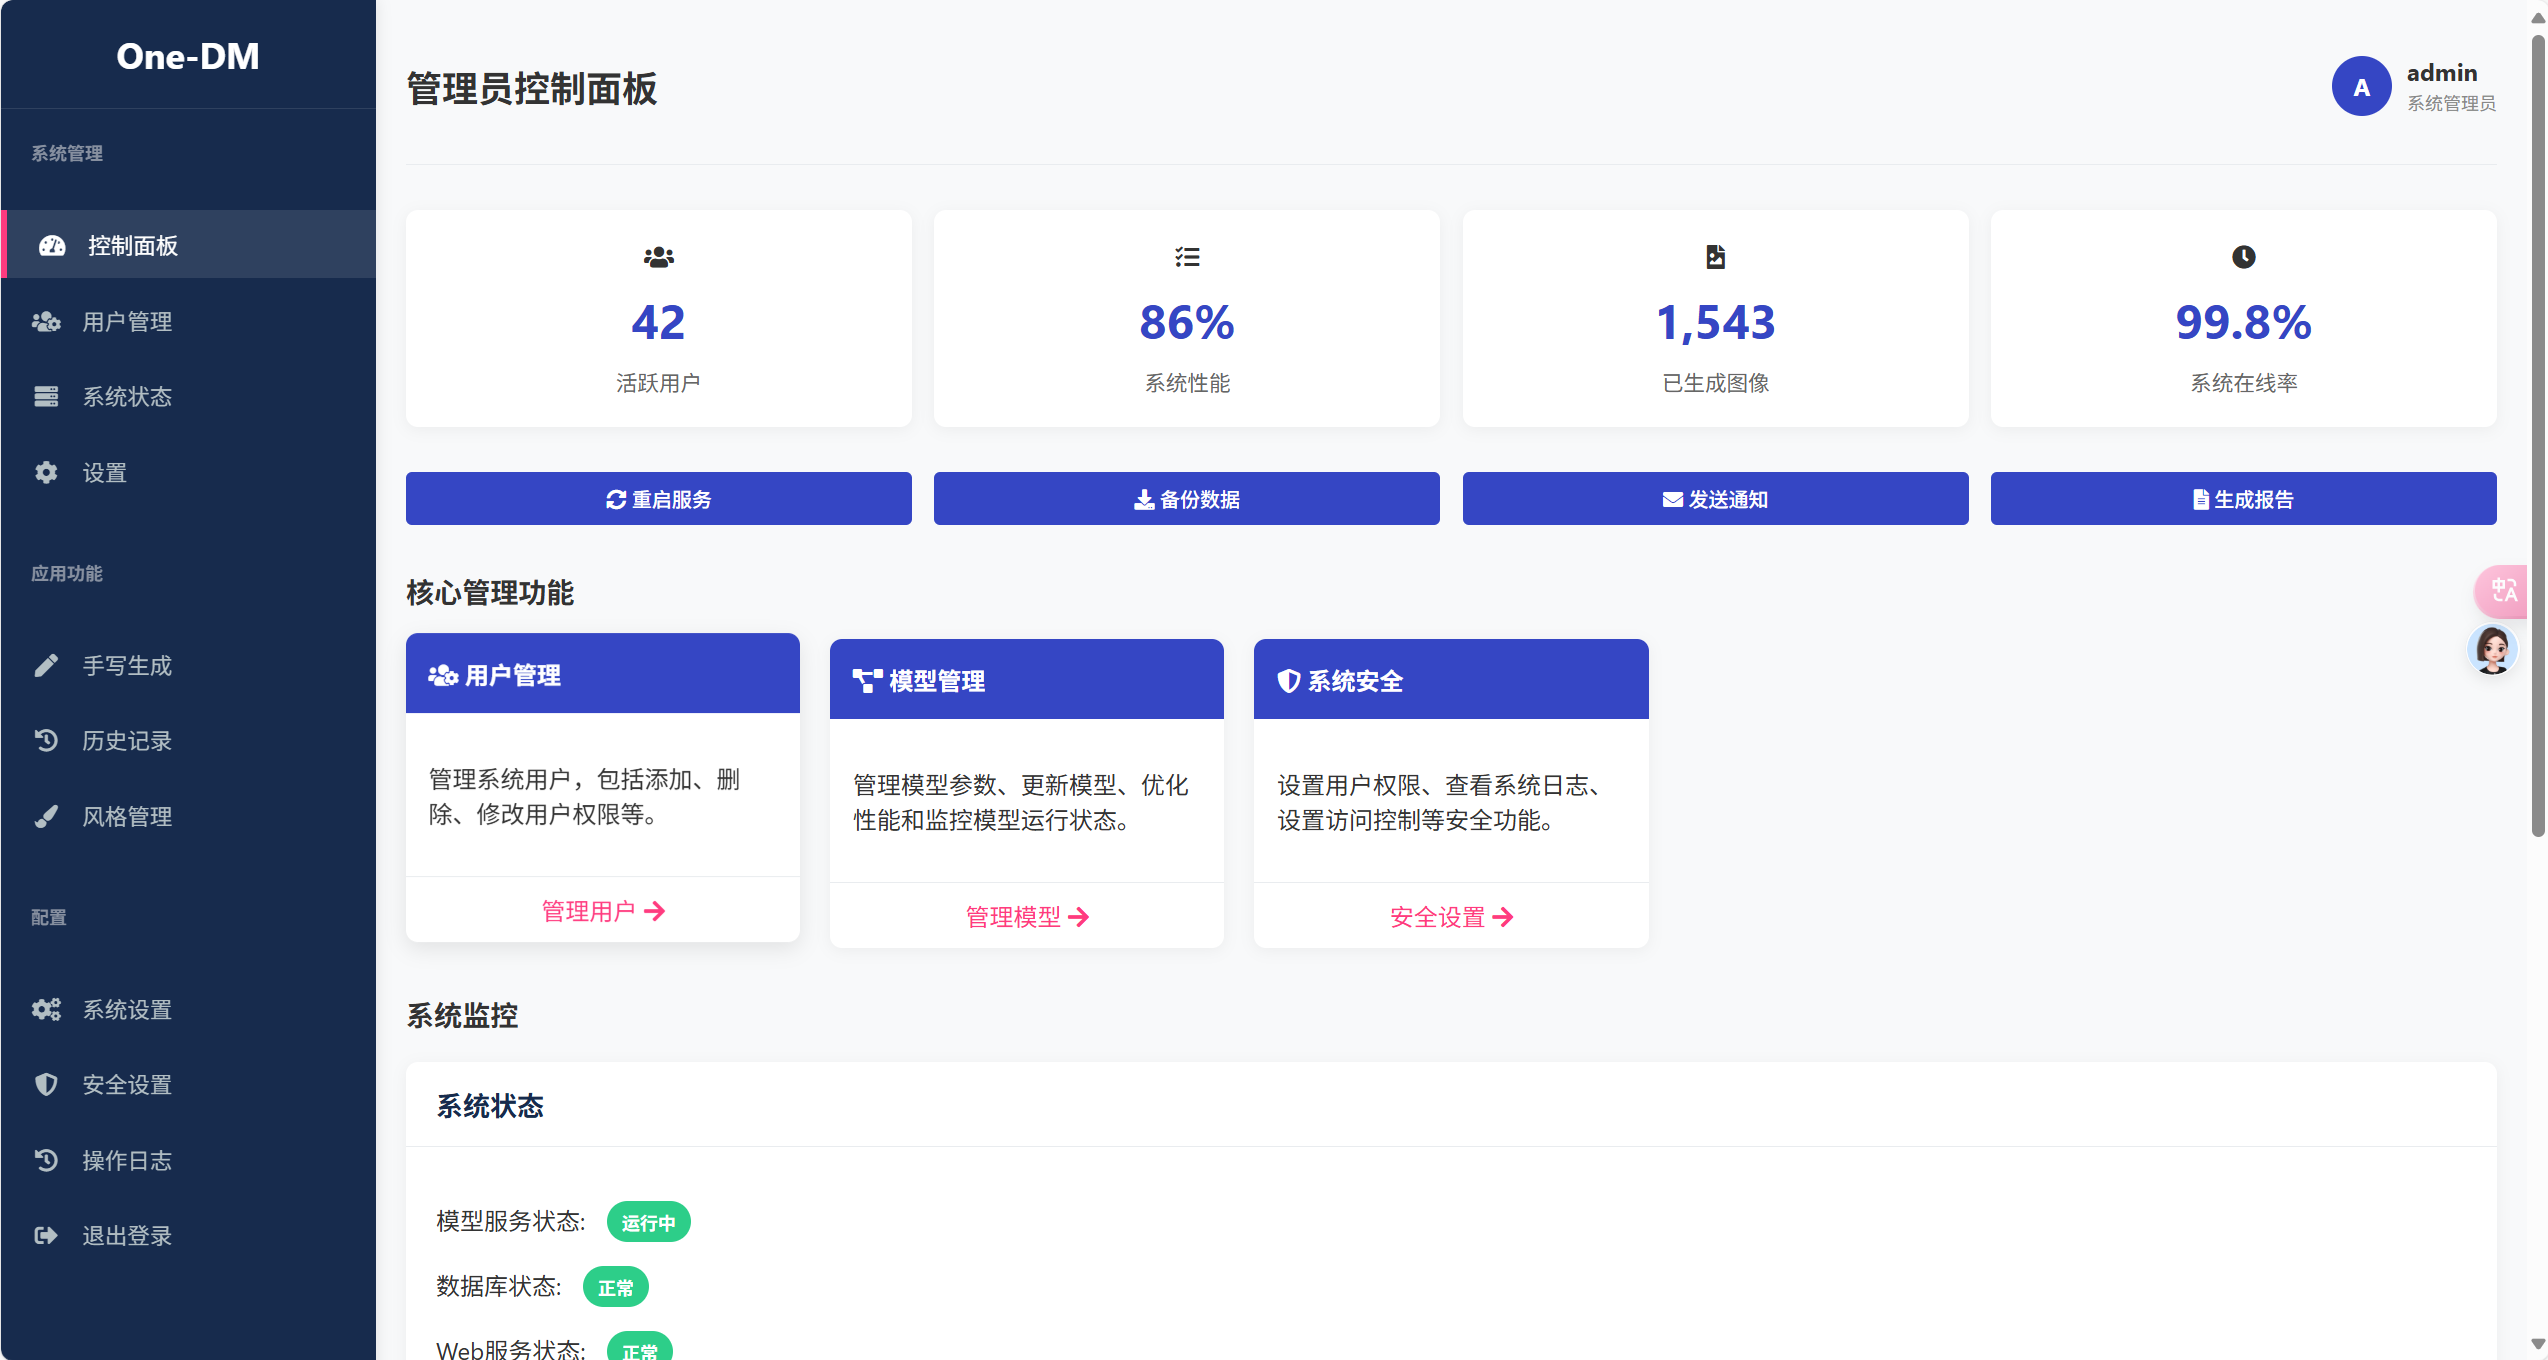 One-DM
系统管理
控制面板
用户管理
系统状态
设置
应用功能
手写生成
历史记录
风格管理
配置
系统设置
安全设置
操作日志
退出登录
管理员控制面板
A
admin
系统管理员
42
活跃用户
86%
系统性能
1,543
已生成图像
99.8%
系统在线率
重启服务
备份数据
发送通知
生成报告
核心管理功能
用户管理
管理系统用户，包括添加、删
除、修改用户权限等。
管理用户
模型管理
管理模型参数、更新模型、优化
性能和监控模型运行状态。
管理模型
系统安全
设置用户权限、查看系统日志、
设置访问控制等安全功能。
安全设置
中A
系统监控
系统状态
模型服务状态: 运行中
数据库状态: 正常
Web服务状态: 正常